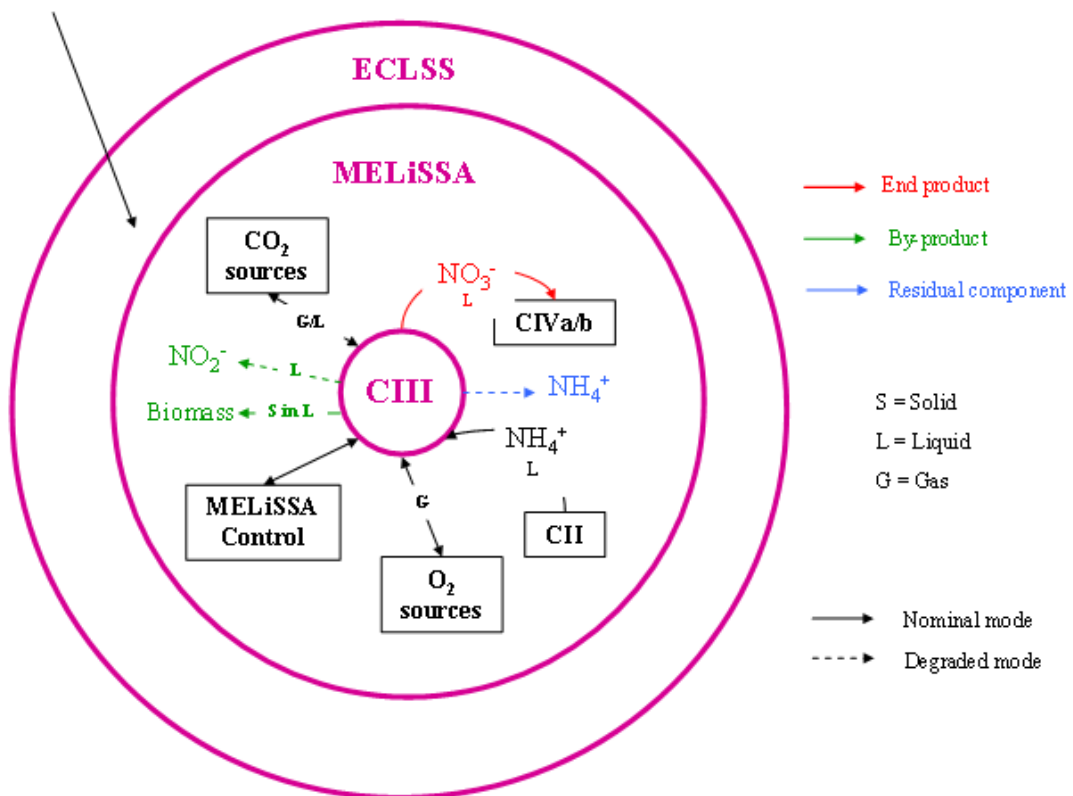 ECLSS
MELiSSA
CO₂
sources
G/L
NO₃⁻
L
CIVa/b
NO₂⁻
L
CIII
NH₄⁺
Biomass
S in L
NH₄⁺
L
MELiSSA
Control
G
CII
O₂
sources
End product
By-product
Residual component
S = Solid
L = Liquid
G = Gas
Nominal mode
Degraded mode